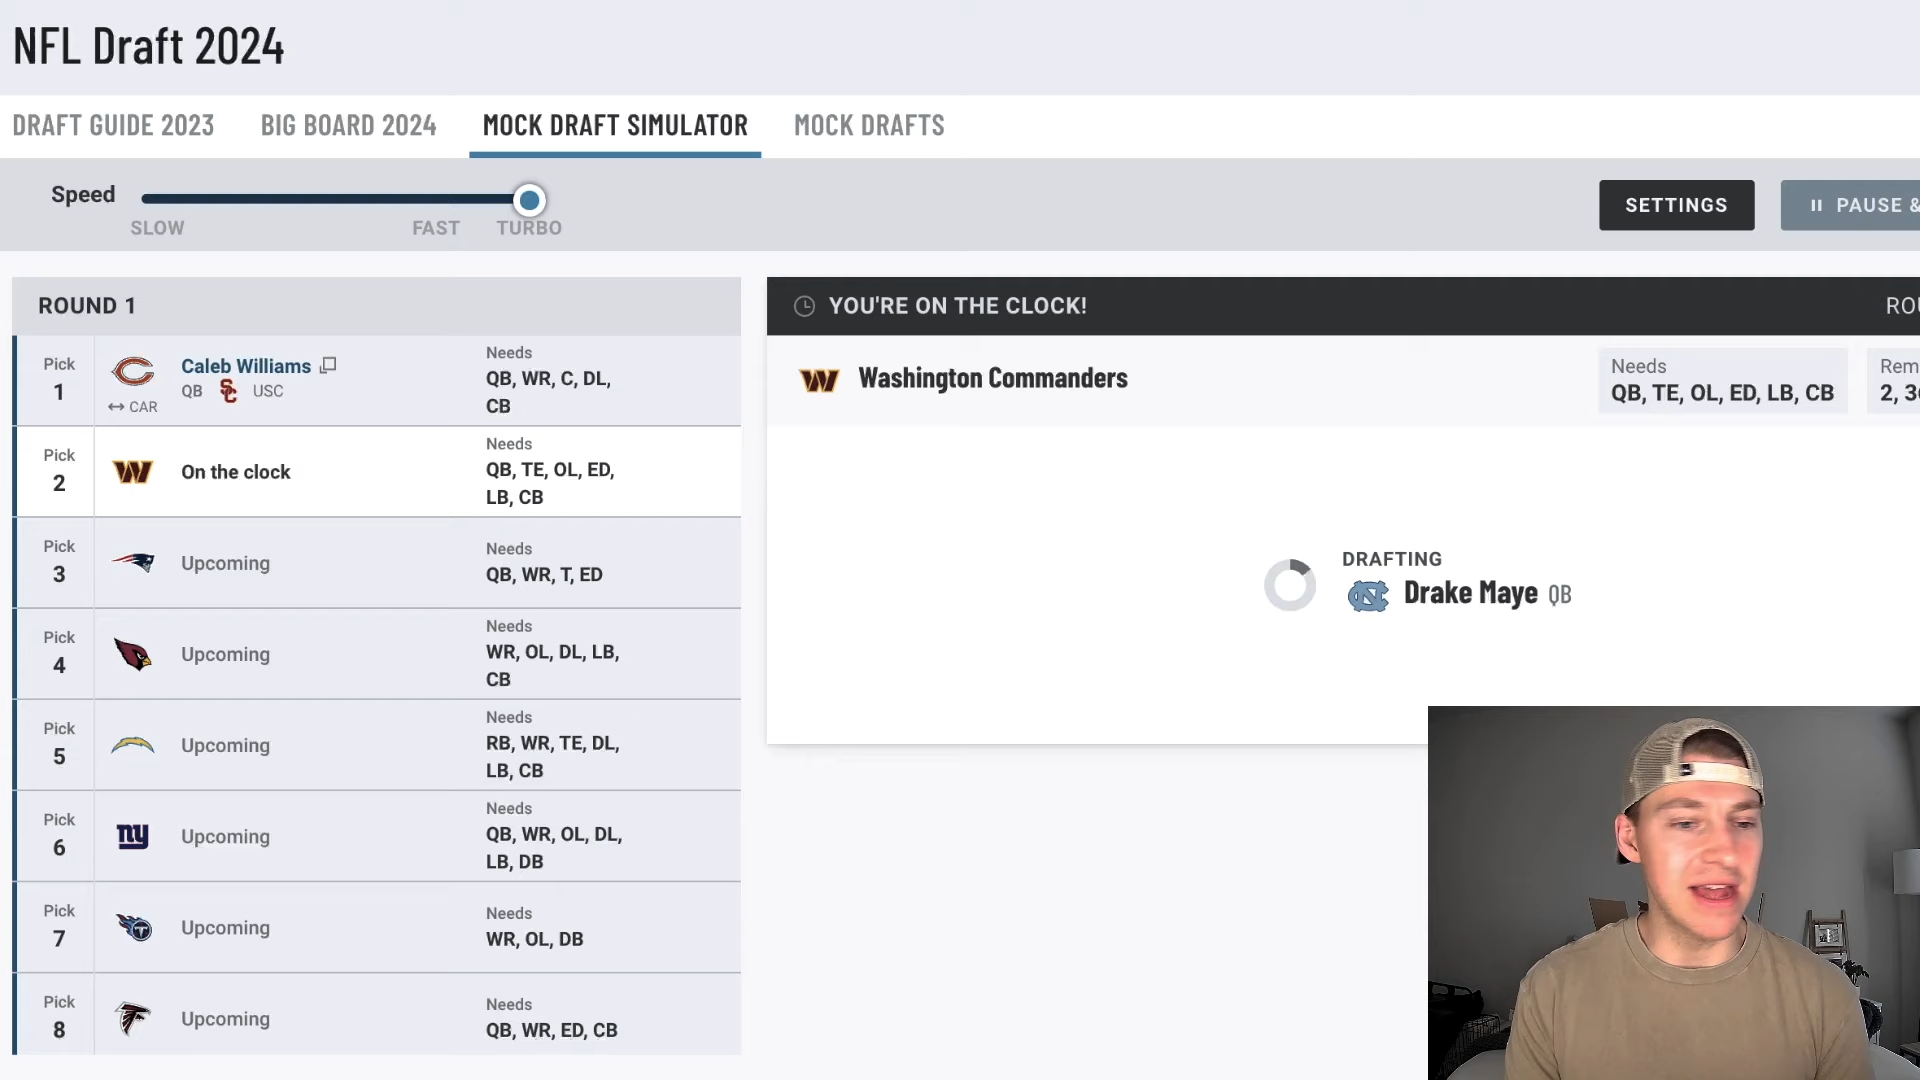 NFL Draft 2024
DRAFT GUIDE 2023 BIG BOARD 2024 MOCK DRAFT SIMULATOR MOCK DRAFTS
Speed
SLOW FAST TURBO
SETTINGS
PAUSE &
ROUND 1
Pick 1
CAR
Caleb Williams
QB USC
Needs
QB, WR, C, DL,
CB
Pick 2
On the clock
Needs
QB, TE, OL, ED,
LB, CB
Pick 3
Upcoming
Needs
QB, WR, T, ED
Pick 4
Upcoming
Needs
WR, OL, DL, LB,
CB
Pick 5
Upcoming
Needs
RB, WR, TE, DL,
LB, CB
Pick 6
ny
Upcoming
Needs
QB, WR, OL, DL,
LB, DB
Pick 7
Upcoming
Needs
WR, OL, DB
Pick 8
Upcoming
Needs
QB, WR, ED, CB
YOU'RE ON THE CLOCK!
W Washington Commanders
Needs
QB, TE, OL, ED, LB, CB
DRAFTING
NC Drake Maye QB